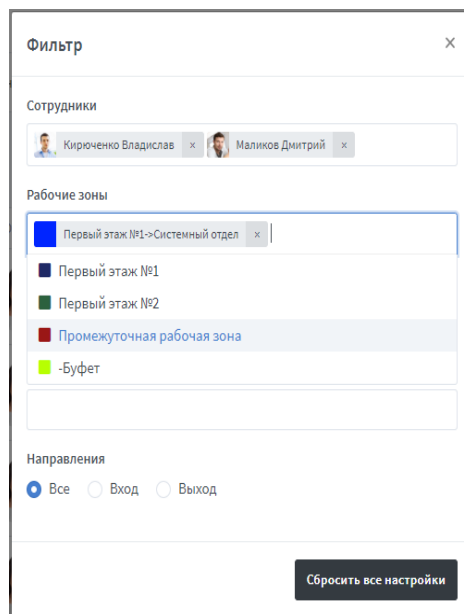 Фильтр ×
Сотрудники
Кирюченко Владислав × Маликов Дмитрий ×
Рабочие зоны
Первый этаж №1->Системный отдел ×
Первый этаж №1
Первый этаж №2
Промежуточная рабочая зона
-Буфет
Направления
Все Вход Выход
Сбросить все настройки